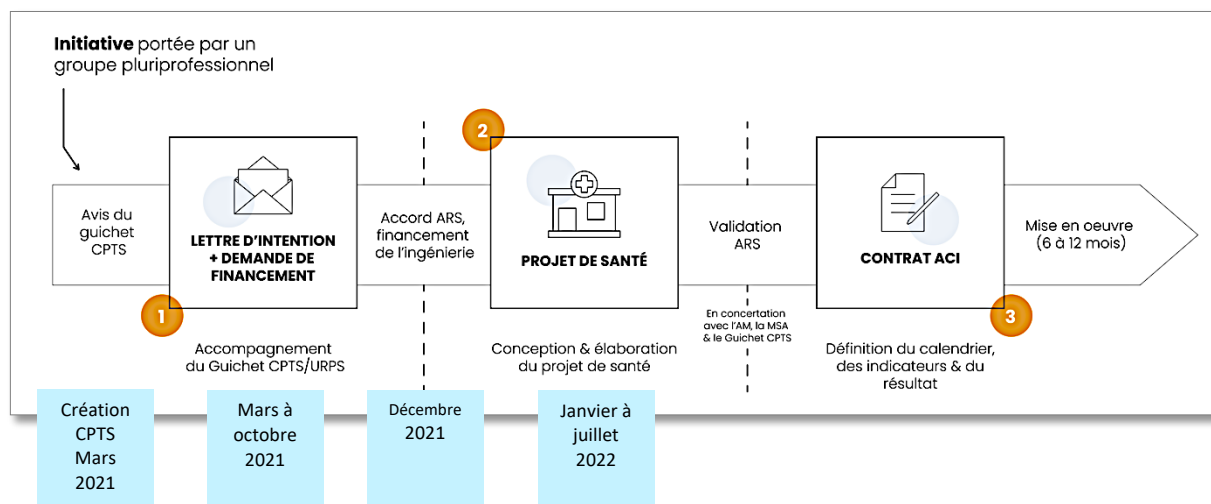 Initiative portée par un
groupe pluriprofessionnel
Avis du
guichet
CPTS
LETTRE D'INTENTION
+ DEMANDE DE
FINANCEMENT
1
Accompagnement
du Guichet CPTS/URPS
Accord ARS,
financement
de l'ingénierie
2
PROJET DE SANTÉ
Conception & élaboration
du projet de santé
Validation
ARS
En concertation
avec l'AM, la MSA
& le Guichet CPTS
CONTRAT ACI
3
Définition du calendrier,
des indicateurs & du
résultat
Mise en oeuvre
(6 à 12 mois)
Création
CPTS
Mars
2021
Mars à
octobre
2021
Décembre
2021
Janvier à
juillet
2022